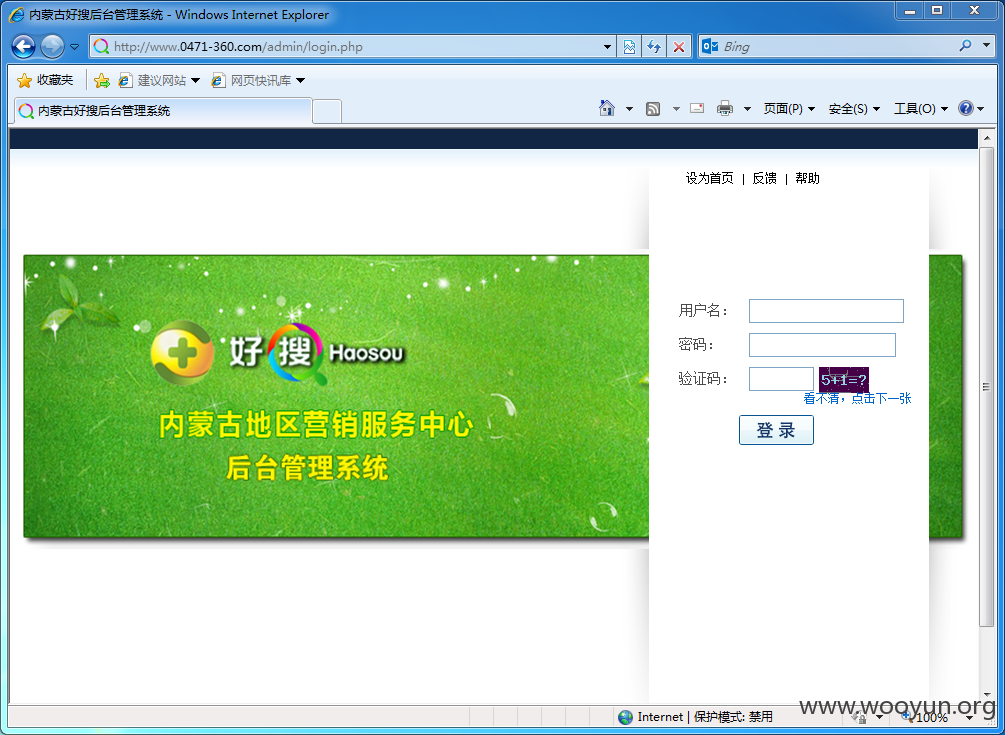 内蒙古好搜后台管理系统 - Windows Internet Explorer
http://www.0471-360.com/admin/login.php
Bing
收藏夹
建议网站
网页快讯库
内蒙古好搜后台管理系统
页面(P)
安全(S)
工具(O)
设为首页 | 反馈 | 帮助
好搜 Haosou
内蒙古地区营销服务中心
后台管理系统
用户名：
密码：
验证码：
5+1=?
看不清，点击下一张
登 录
Internet | 保护模式: 禁用
100%
www.wooyun.org